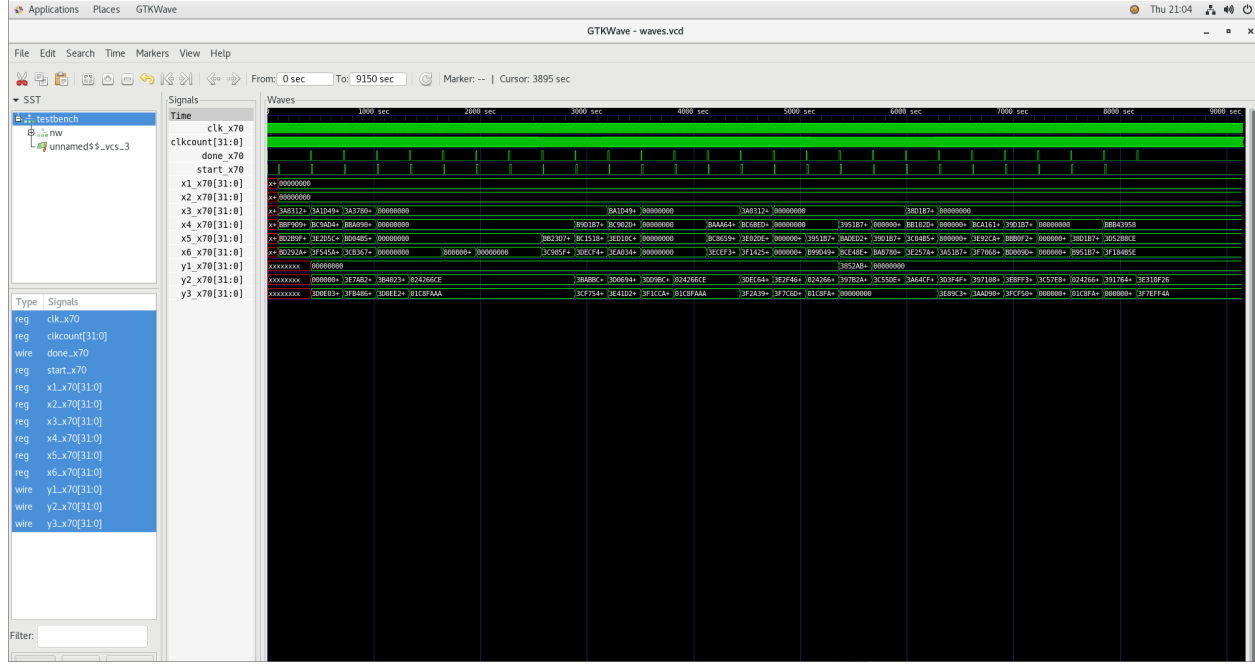 Applications Places GTKWave Thu 21:04
GTKWave - waves.vcd
File Edit Search Time Markers View Help
From: 0 sec To: 9150 sec Marker: -- | Cursor: 3895 sec
SST
testbench
nw
unnamed$$_vcs_3
Type Signals
reg clk_x70
reg clkcount[31:0]
wire done_x70
reg start_x70
reg x1_x70[31:0]
reg x2_x70[31:0]
reg x3_x70[31:0]
reg x4_x70[31:0]
reg x5_x70[31:0]
reg x6_x70[31:0]
wire y1_x70[31:0]
wire y2_x70[31:0]
wire y3_x70[31:0]
Filter:
Signals
Time
clk_x70
clkcount[31:0]
done_x70
start_x70
x1_x70[31:0]
x2_x70[31:0]
x3_x70[31:0]
x4_x70[31:0]
x5_x70[31:0]
x6_x70[31:0]
y1_x70[31:0]
y2_x70[31:0]
y3_x70[31:0]
Waves
1000 sec 2000 sec 3000 sec 4000 sec 5000 sec 6000 sec 7000 sec 8000 sec 9000 sec
x+ 00000000
x+ 00000000
x+ 3A8312+ 3A1D49+ 3A3780+ 00000000 BA1D49+ 00000000 3A0312+ 00000000 38D1B7+ 00000000
x+ BBF909+ BC9AD4+ BBA090+ 00000000 B9D1B7+ BC902D+ 00000000 BAAA64+ BC6BED+ 00000000 3951B7+ 000000+ BB102D+ 000000+ BCA161+ 39D1B7+ 00000000 BBB43958
x+ BD2B9F+ 3E2D5C+ BD04B5+ 00000000 BB23D7+ BC1518+ 3ED10C+ 00000000 BC8659+ 3E02DE+ 000000+ 3951B7+ BADED2+ 39D1B7+ 3C04B5+ 800000+ 3E92CA+ BBB0F2+ 000000+ 38D1B7+ 3D5288CE
x+ BD292A+ 3F545A+ 3CB367+ 00000000 800000+ 00000000 3C985F+ 3DECF4+ 3EA034+ 00000000 3ECEF3+ 3F1425+ 000000+ B99D49+ BCE48E+ BAB780+ 3E257A+ 3A51B7+ 3F7068+ BD009D+ 000000+ B951B7+ 3F184B5E
xxxxxxxx 00000000 3852AB+ 00000000
xxxxxxxx 000000+ 3E7AB2+ 3B4023+ 024266CE 3BABBC+ 3D0694+ 3DD9BC+ 024266CE 3DEC64+ 3E2F46+ 024266+ 397B2A+ 3C55DE+ 3A64CF+ 3D3F4F+ 397108+ 3E8FF3+ 3C57E8+ 024266+ 391764+ 3E310F26
xxxxxxxx 3D0E03+ 3FB486+ 3D0EE2+ 01C8FAAA 3CF754+ 3E41D2+ 3F1CCA+ 01C8FAAA 3F2A39+ 3F7C6D+ 01C8FA+ 00000000 3E89C3+ 3AAD90+ 3FCF50+ 000000+ 01C8FA+ 000000+ 3F7EFF4A